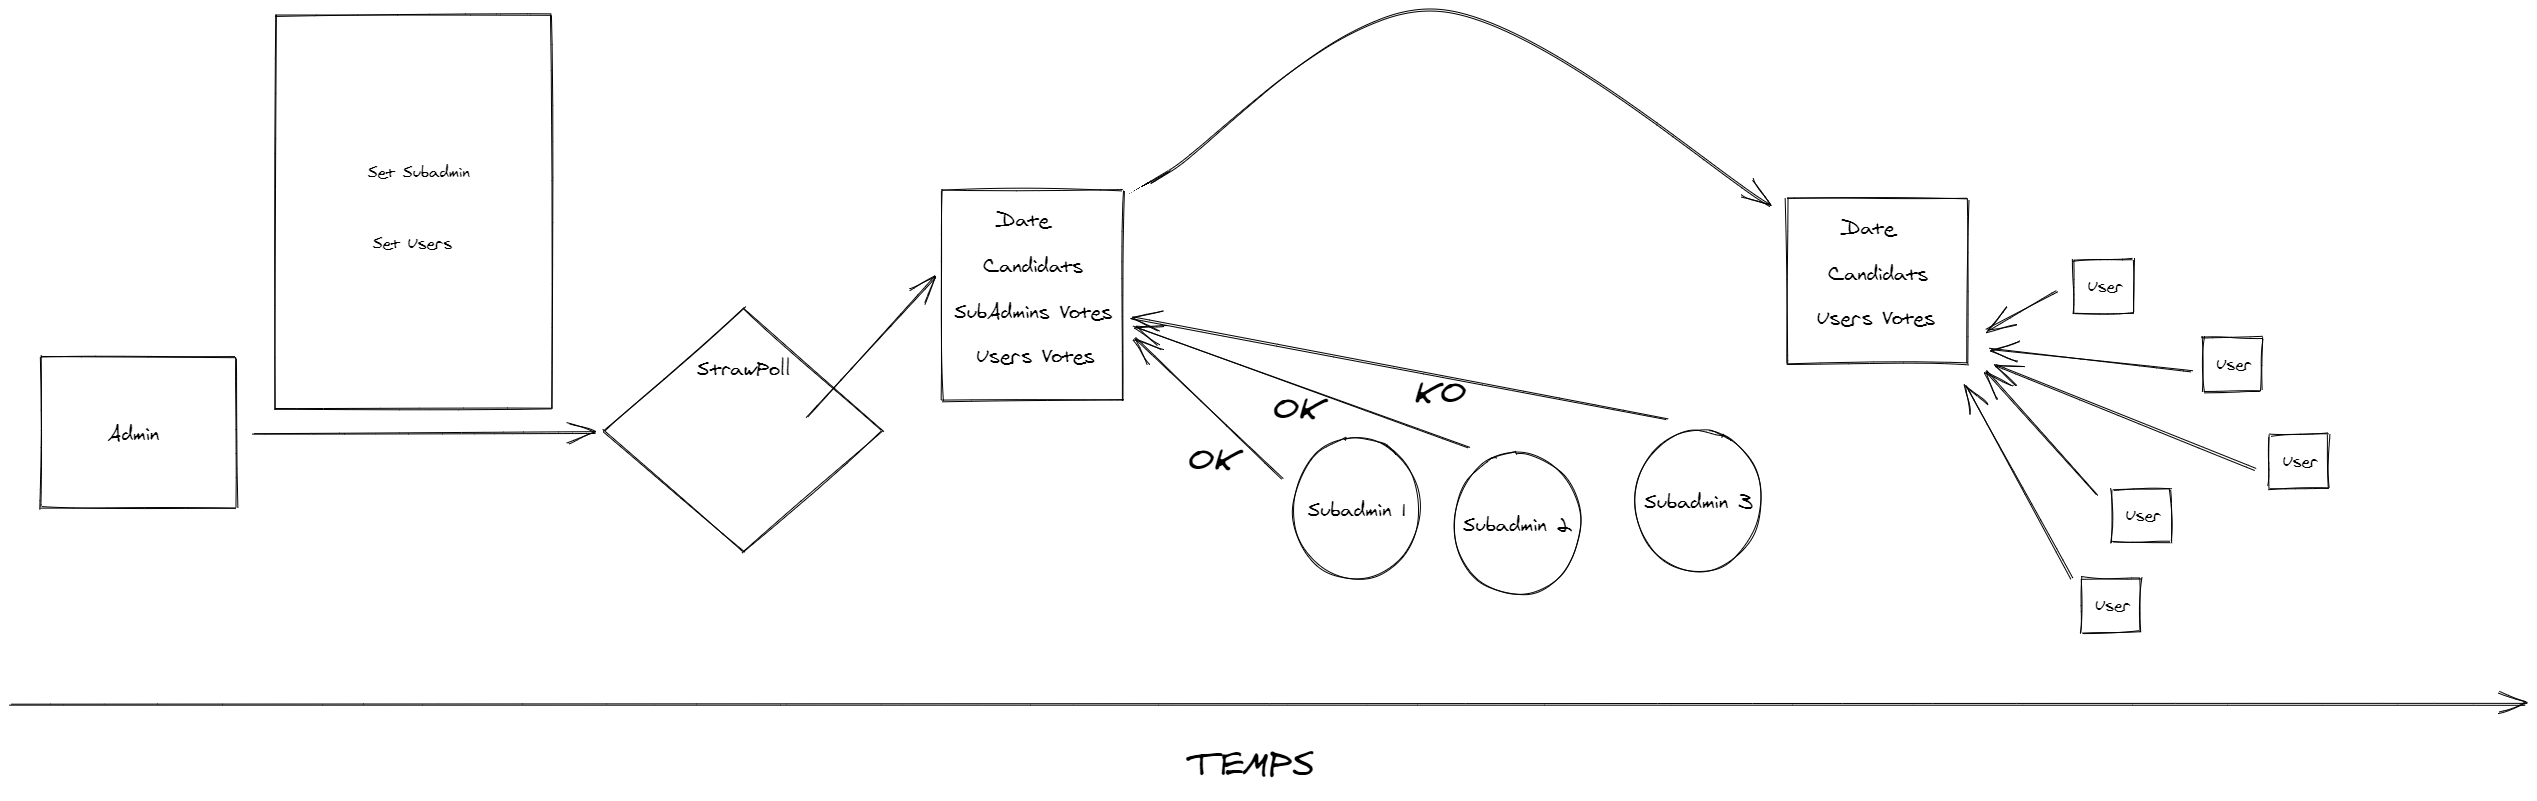 Set Subadmin
Set Users
Admin
StrawPoll
Date
Candidats
SubAdmins Votes
Users Votes
OK
OK
KO
Subadmin 1
Subadmin 2
Subadmin 3
Date
Candidats
Users Votes
User
User
User
User
User
TEMPS